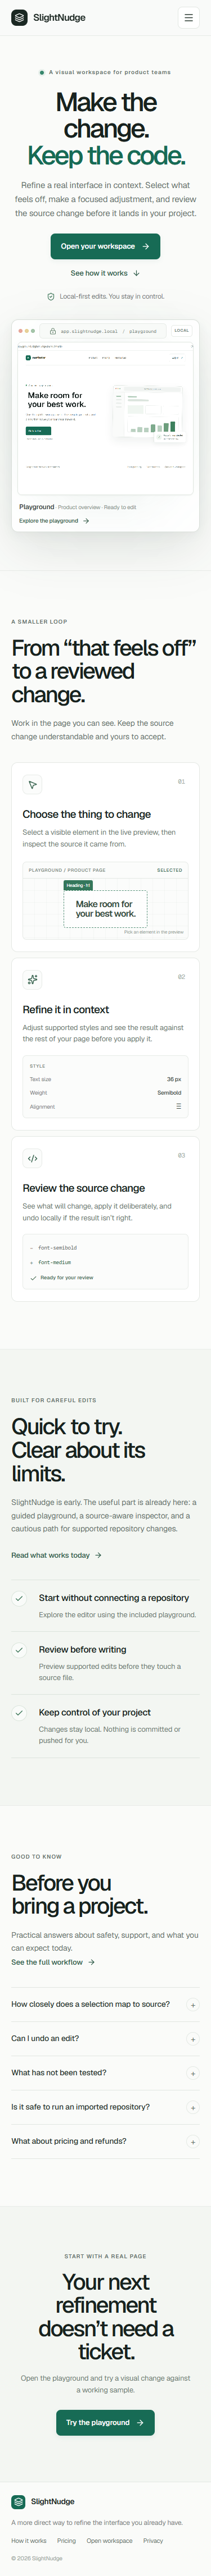 SlightNudge
A visual workspace for product teams
Make the
change.
Keep the code.
Refine a real interface in context. Select what
feels off, make a focused adjustment, and review
the source change before it lands in your project.
Open your workspace
See how it works
Local-first edits. You stay in control.
app.slightnudge.local / playground
LOCAL
Make room for
your best work.
Playground · Product overview · Ready to edit
Explore the playground
A SMALLER LOOP
From “that feels off”
to a reviewed
change.
Work in the page you can see. Keep the source
change understandable and yours to accept.
01
Choose the thing to change
Select a visible element in the live preview, then
inspect the source it came from.
PLAYGROUND / PRODUCT PAGE
SELECTED
Heading · h1
Make room for
your best work.
Pick an element in the preview
02
Refine it in context
Adjust supported styles and see the result against
the rest of your page before you apply it.
STYLE
Text size
36 px
Weight
Semibold
Alignment
03
Review the source change
See what will change, apply it deliberately, and
undo locally if the result isn’t right.
- font-semibold
+ font-medium
Ready for your review
BUILT FOR CAREFUL EDITS
Quick to try.
Clear about its
limits.
SlightNudge is early. The useful part is already here: a
guided playground, a source-aware inspector, and a
cautious path for supported repository changes.
Read what works today
Start without connecting a repository
Explore the editor using the included playground.
Review before writing
Preview supported edits before they touch a
source file.
Keep control of your project
Changes stay local. Nothing is committed or
pushed for you.
GOOD TO KNOW
Before you
bring a project.
Practical answers about safety, support, and what you
can expect today.
See the full workflow
How closely does a selection map to source?
+
Can I undo an edit?
+
What has not been tested?
+
Is it safe to run an imported repository?
+
What about pricing and refunds?
+
START WITH A REAL PAGE
Your next
refinement
doesn’t need a
ticket.
Open the playground and try a visual change against
a working sample.
Try the playground
SlightNudge
A more direct way to refine the interface you already have.
How it works
Pricing
Open workspace
Privacy
© 2026 SlightNudge